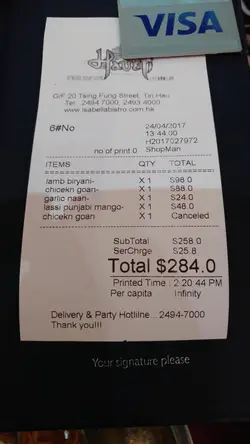 VISA
G/F 20 Tsing Fung Street, Tin Hau
Tel : 2494 7000, 2493 4000
www.isabellabistro.com.hk
6#No 24/04/2017
13:44:00
H2017027972
no of print 0 ShopMan
ITEMS QTY TOTAL
lamb biryani- X 1 $98.0
chicekn goan- X 1 $88.0
garlic naan- X 1 $24.0
lassi punjabi mango- X 1 $48.0
chicekn goan X 1 Canceled
SubTotal $258.0
SerChrge $25.8
Total $284.0
Printed Time : 2:20:44 PM
Per capita Infinity
Delivery & Party Hotliine : 2494-7000
Thank you!!!
Your signature please